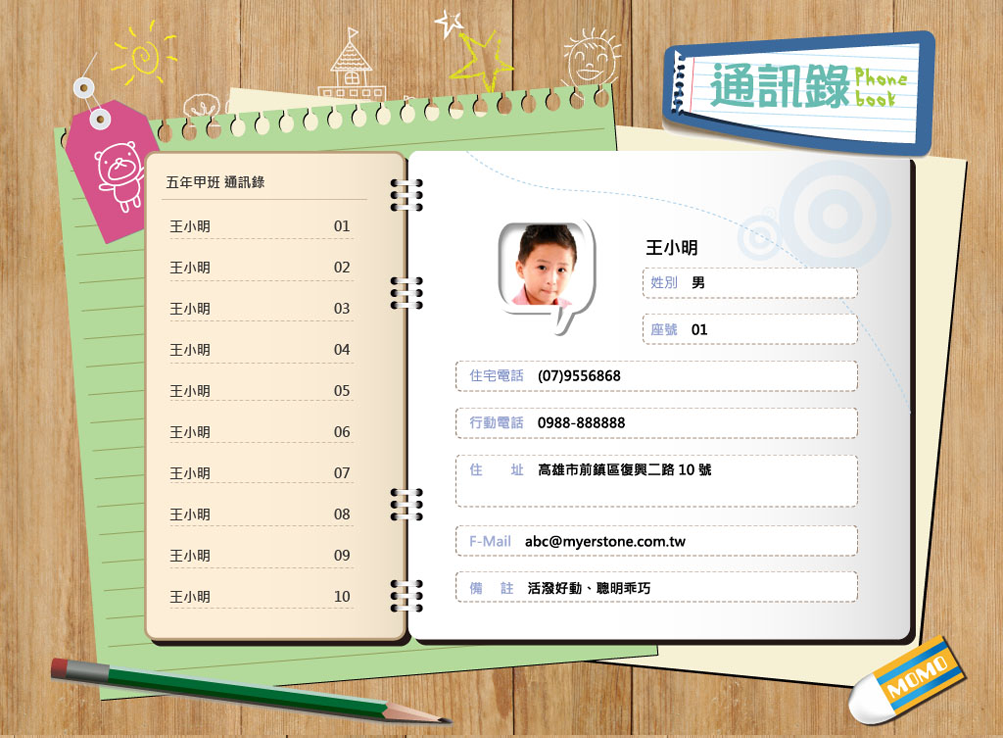 通訊錄 Phone
book
五年甲班 通訊錄
王小明 01
王小明 02
王小明 03
王小明 04
王小明 05
王小明 06
王小明 07
王小明 08
王小明 09
王小明 10
王小明
姓別 男
座號 01
住宅電話 (07)9556868
行動電話 0988-888888
住 址 高雄市前鎮區復興二路 10 號
F-Mail abc@myerstone.com.tw
備 註 活潑好動、聰明乖巧
MOMO